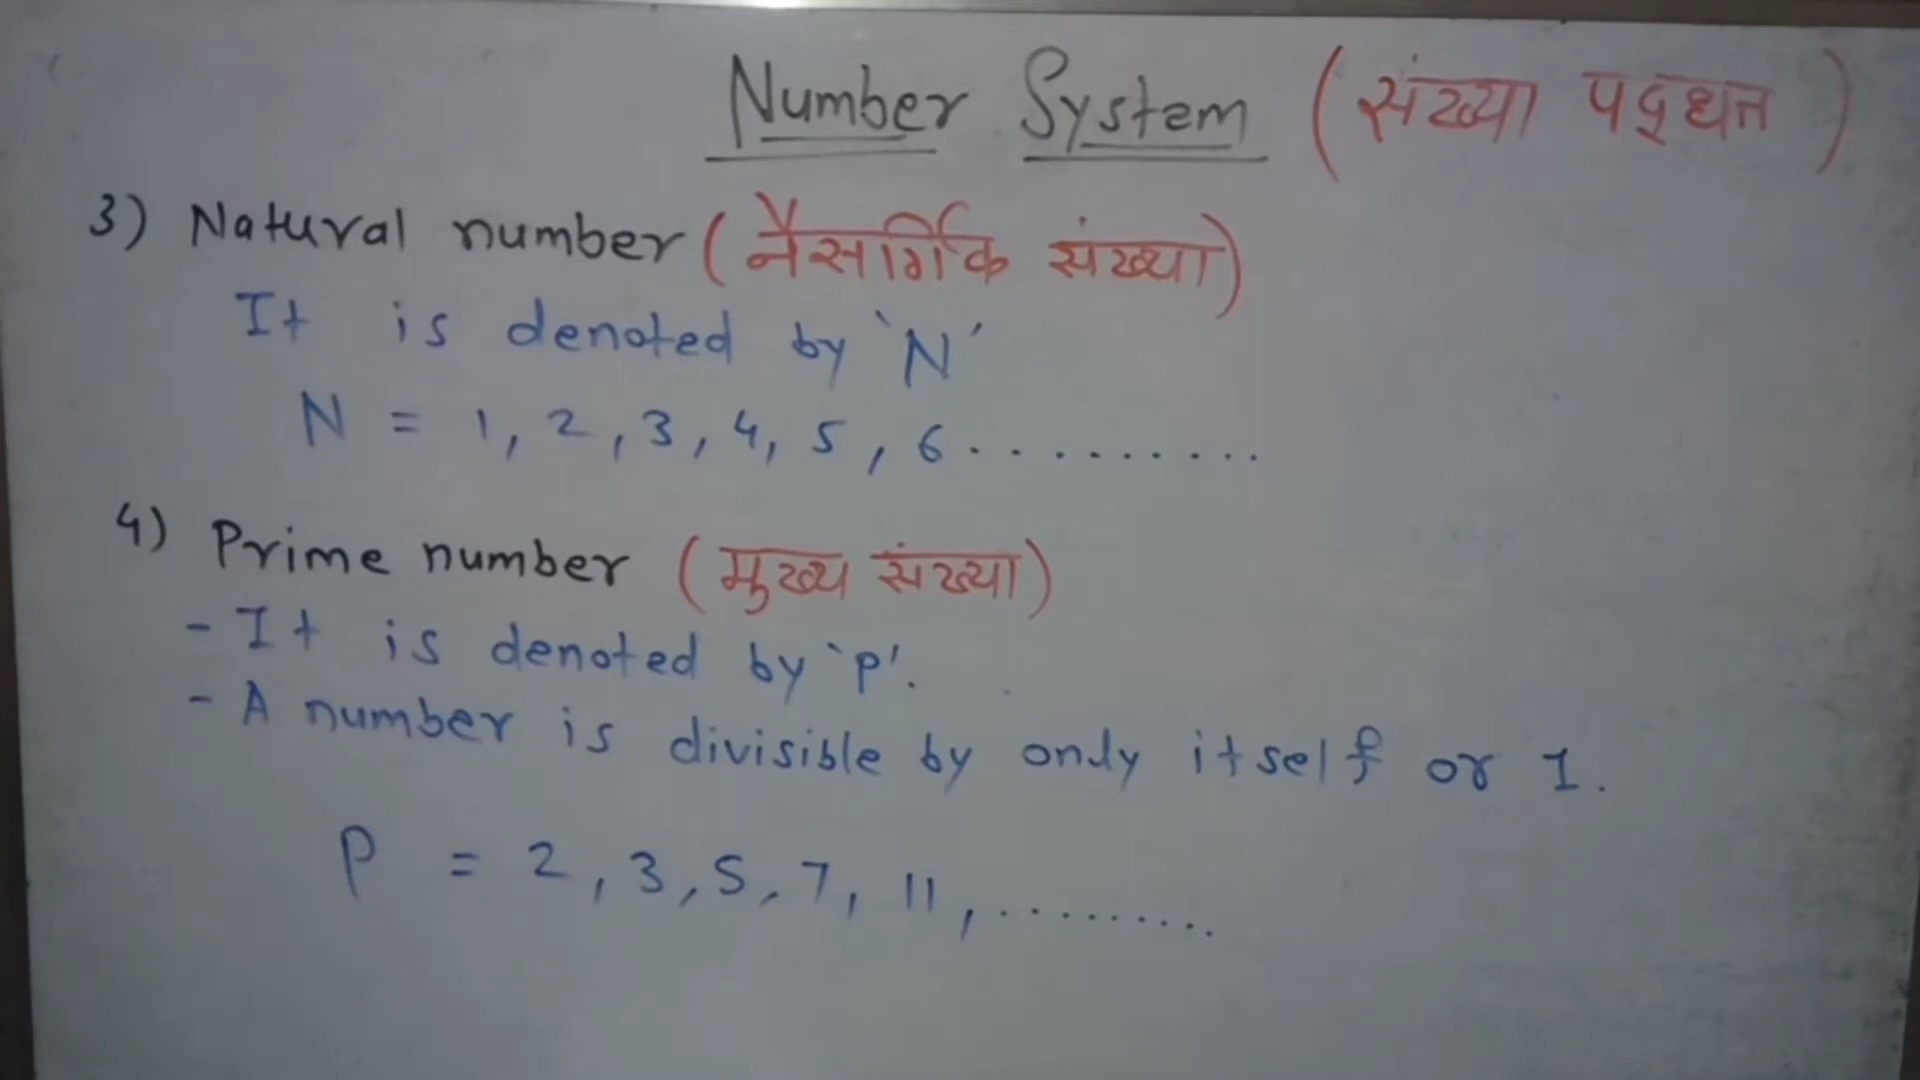 Number System (संख्या पद्धत)
3) Natural number (नैसर्गिक संख्या)
It is denoted by 'N'
N = 1, 2, 3, 4, 5, 6..........
4) Prime number (मुख्य संख्या)
- It is denoted by 'P'.
- A number is divisible by only itself or 1.
P = 2, 3, 5, 7, 11, .........